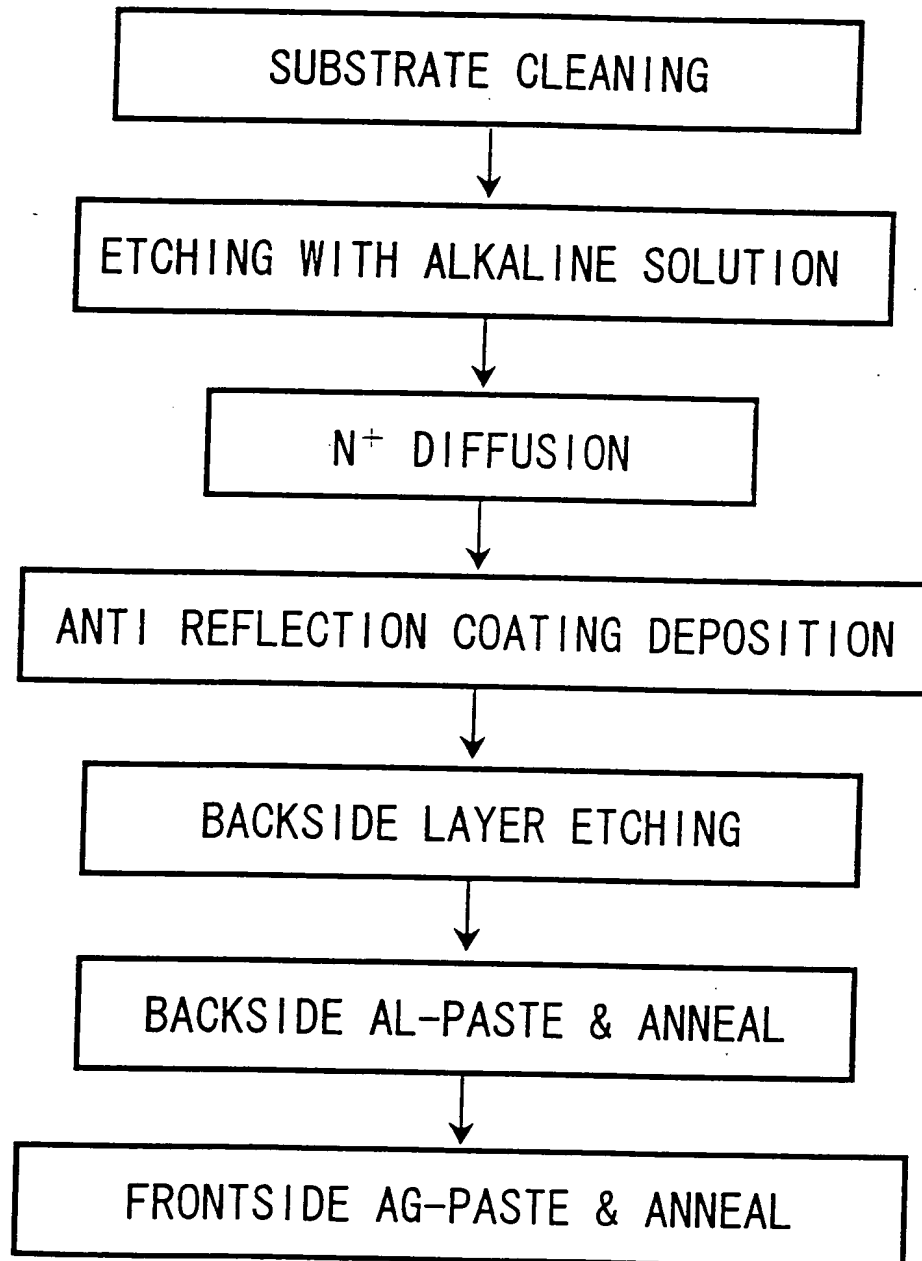 SUBSTRATE CLEANING
ETCHING WITH ALKALINE SOLUTION
N⁺ DIFFUSION
ANTI REFLECTION COATING DEPOSITION
BACKSIDE LAYER ETCHING
BACKSIDE AL-PASTE & ANNEAL
FRONTSIDE AG-PASTE & ANNEAL